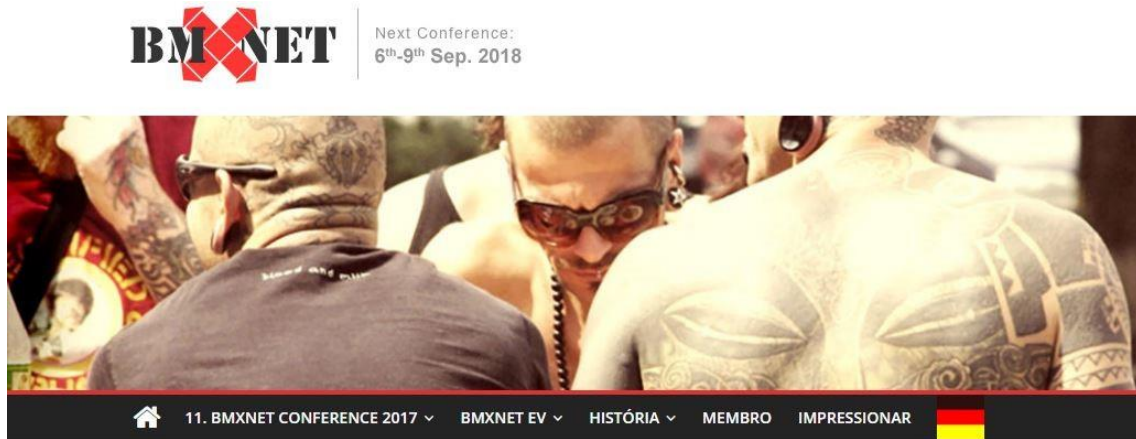 BMXNET
Next Conference:
6th-9th Sep. 2018
11. BMXNET CONFERENCE 2017
BMXNET EV
HISTÓRIA
MEMBRO
IMPRESSIONAR